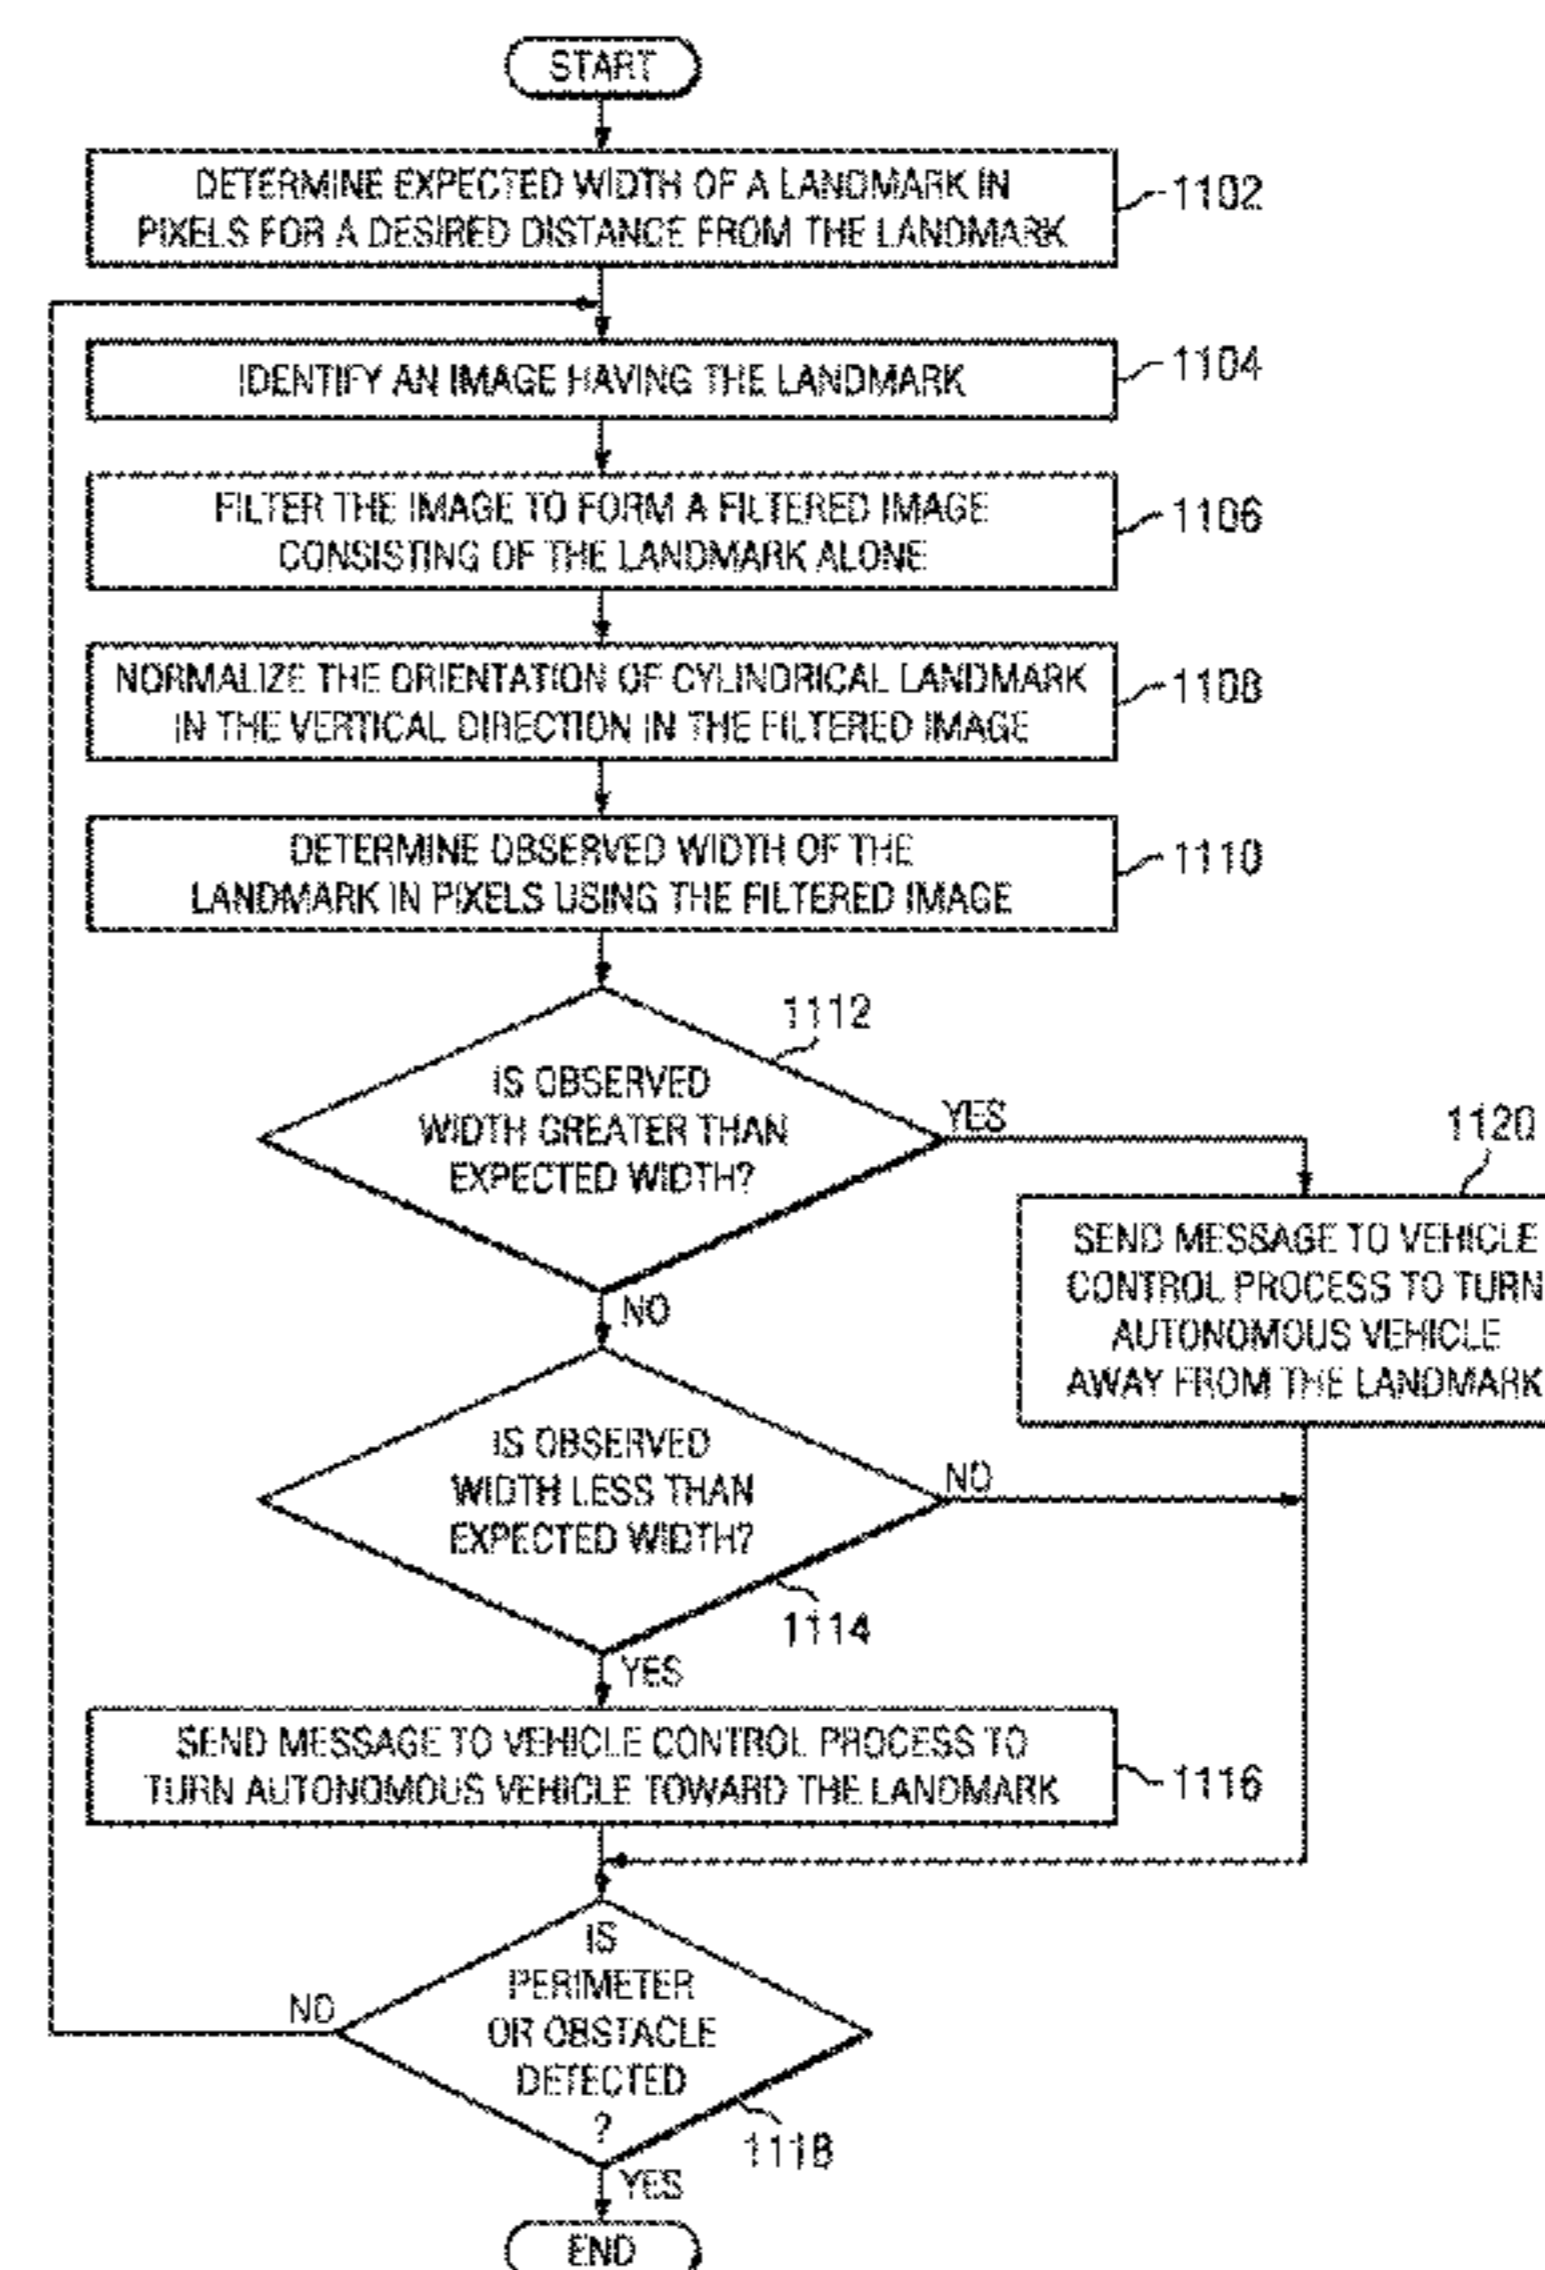 START
DETERMINE EXPECTED WIDTH OF A LANDMARK IN
PIXELS FOR A DESIRED DISTANCE FROM THE LANDMARK
1102
IDENTIFY AN IMAGE HAVING THE LANDMARK
1104
FILTER THE IMAGE TO FORM A FILTERED IMAGE
CONSISTING OF THE LANDMARK ALONE
1106
NORMALIZE THE ORIENTATION OF CYLINDRICAL LANDMARK
IN THE VERTICAL DIRECTION IN THE FILTERED IMAGE
1108
DETERMINE OBSERVED WIDTH OF THE
LANDMARK IN PIXELS USING THE FILTERED IMAGE
1110
1112
IS OBSERVED
WIDTH GREATER THAN
EXPECTED WIDTH?
YES
NO
1120
SEND MESSAGE TO VEHICLE
CONTROL PROCESS TO TURN
AUTONOMOUS VEHICLE
AWAY FROM THE LANDMARK
IS OBSERVED
WIDTH LESS THAN
EXPECTED WIDTH?
NO
1114
YES
SEND MESSAGE TO VEHICLE CONTROL PROCESS TO
TURN AUTONOMOUS VEHICLE TOWARD THE LANDMARK
1116
IS
PERIMETER
OR OBSTACLE
DETECTED
?
NO
1118
YES
END